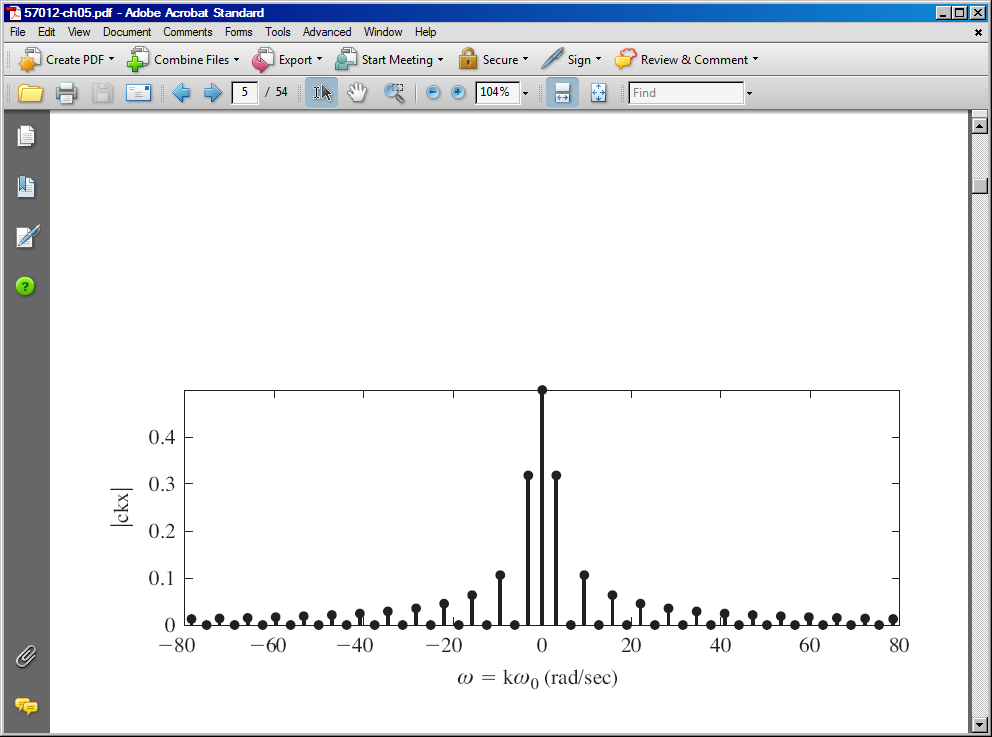 57012-ch05.pdf - Adobe Acrobat Standard
File Edit View Document Comments Forms Tools Advanced Window Help
Create PDF Combine Files Export Start Meeting Secure Sign Review & Comment
5 / 54 104% Find
?
|ckx|
0.4
0.3
0.2
0.1
0
−80 −60 −40 −20 0 20 40 60 80
ω = kω₀ (rad/sec)